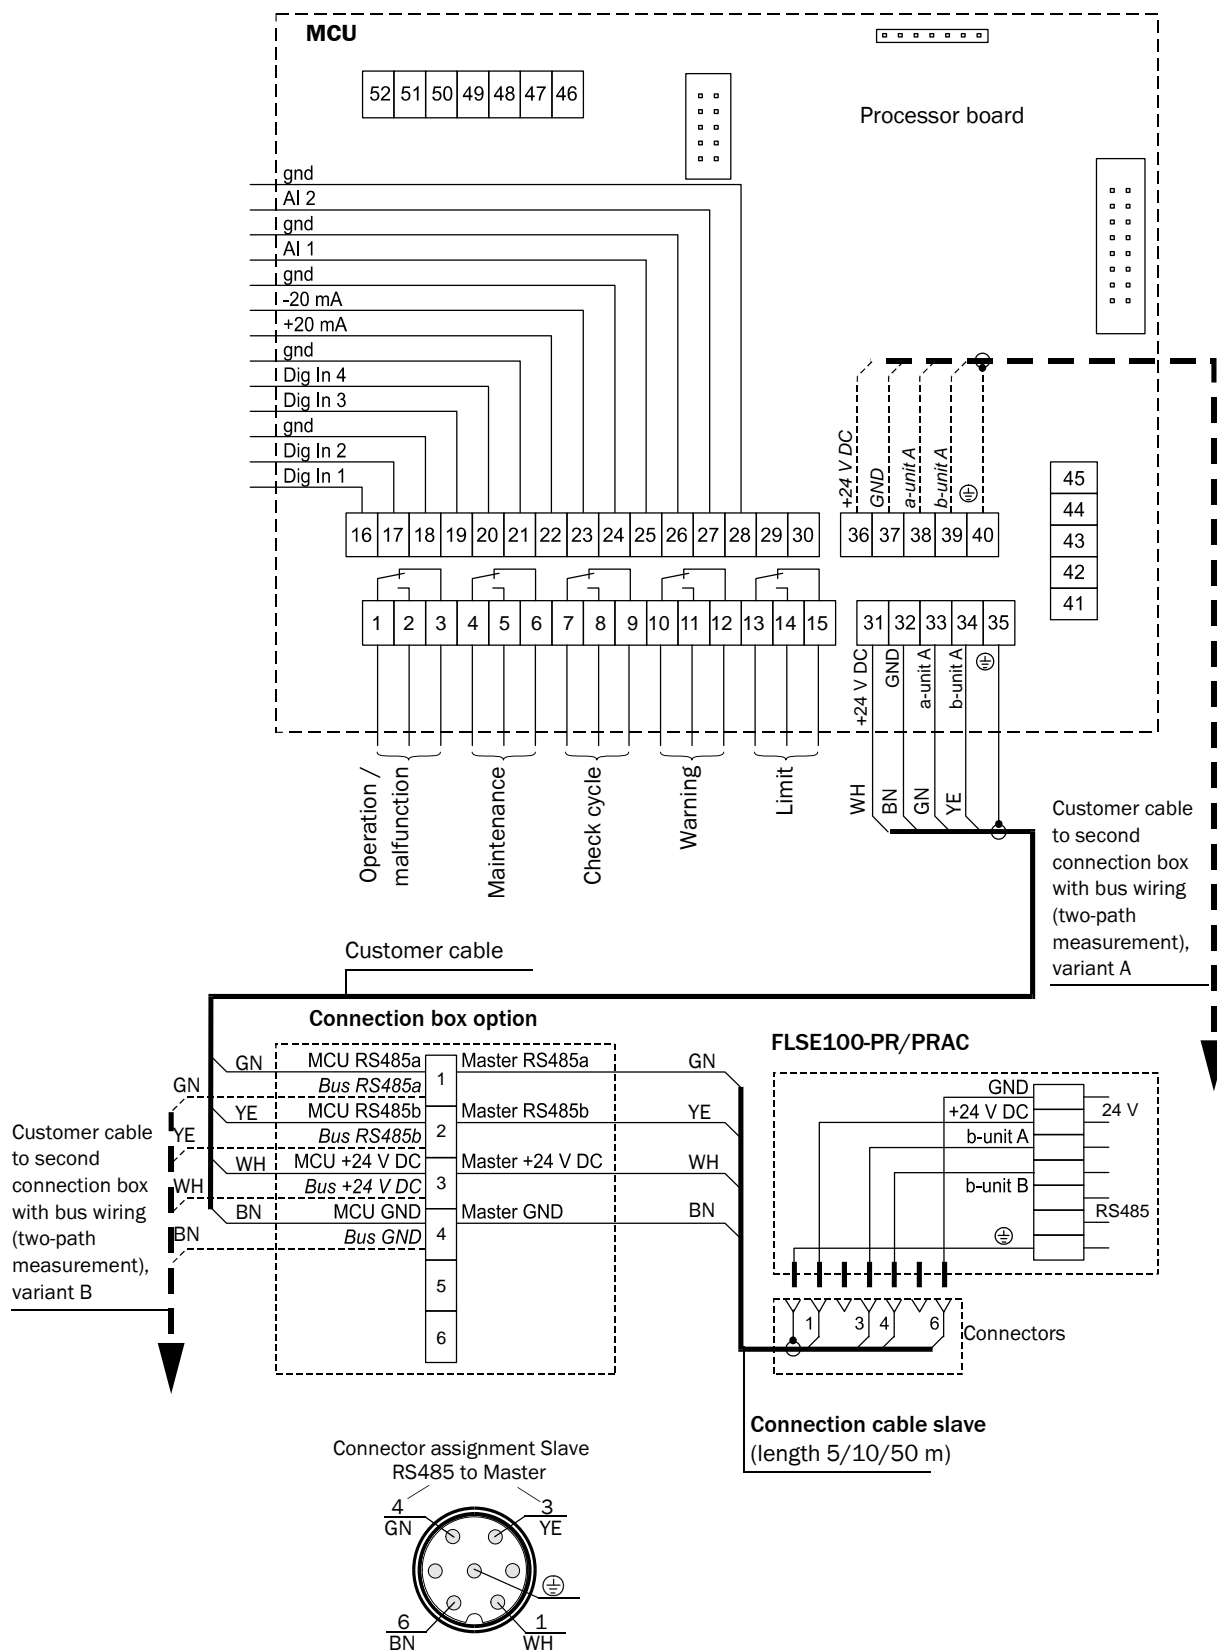 MCU
52 51 50 49 48 47 46
Processor board
gnd
AI 2
gnd
AI 1
gnd
-20 mA
+20 mA
gnd
Dig In 4
Dig In 3
gnd
Dig In 2
Dig In 1
+24 V DC
GND
a-unit A
b-unit A
16 17 18 19 20 21 22 23 24 25 26 27 28 29 30
36 37 38 39 40
45
44
43
42
41
1 2 3 4 5 6 7 8 9 10 11 12 13 14 15
31 32 33 34 35
+24 V DC
GND
a-unit A
b-unit A
Operation /
malfunction
Maintenance
Check cycle
Warning
Limit
WH
BN
GN
YE
Customer cable
to second
connection box
with bus wiring
(two-path
measurement),
variant A
Customer cable
Connection box option
GN MCU RS485a 1 Master RS485a GN
GN Bus RS485a
YE MCU RS485b 2 Master RS485b YE
YE Bus RS485b
WH MCU +24 V DC 3 Master +24 V DC WH
WH Bus +24 V DC
BN MCU GND 4 Master GND BN
BN Bus GND
5
6
Customer cable
to second
connection box
with bus wiring
(two-path
measurement),
variant B
FLSE100-PR/PRAC
GND
+24 V DC 24 V
b-unit A
b-unit B
RS485
1 3 4 6
Connectors
Connection cable slave
(length 5/10/50 m)
Connector assignment Slave
RS485 to Master
4 3
GN YE
6 1
BN WH